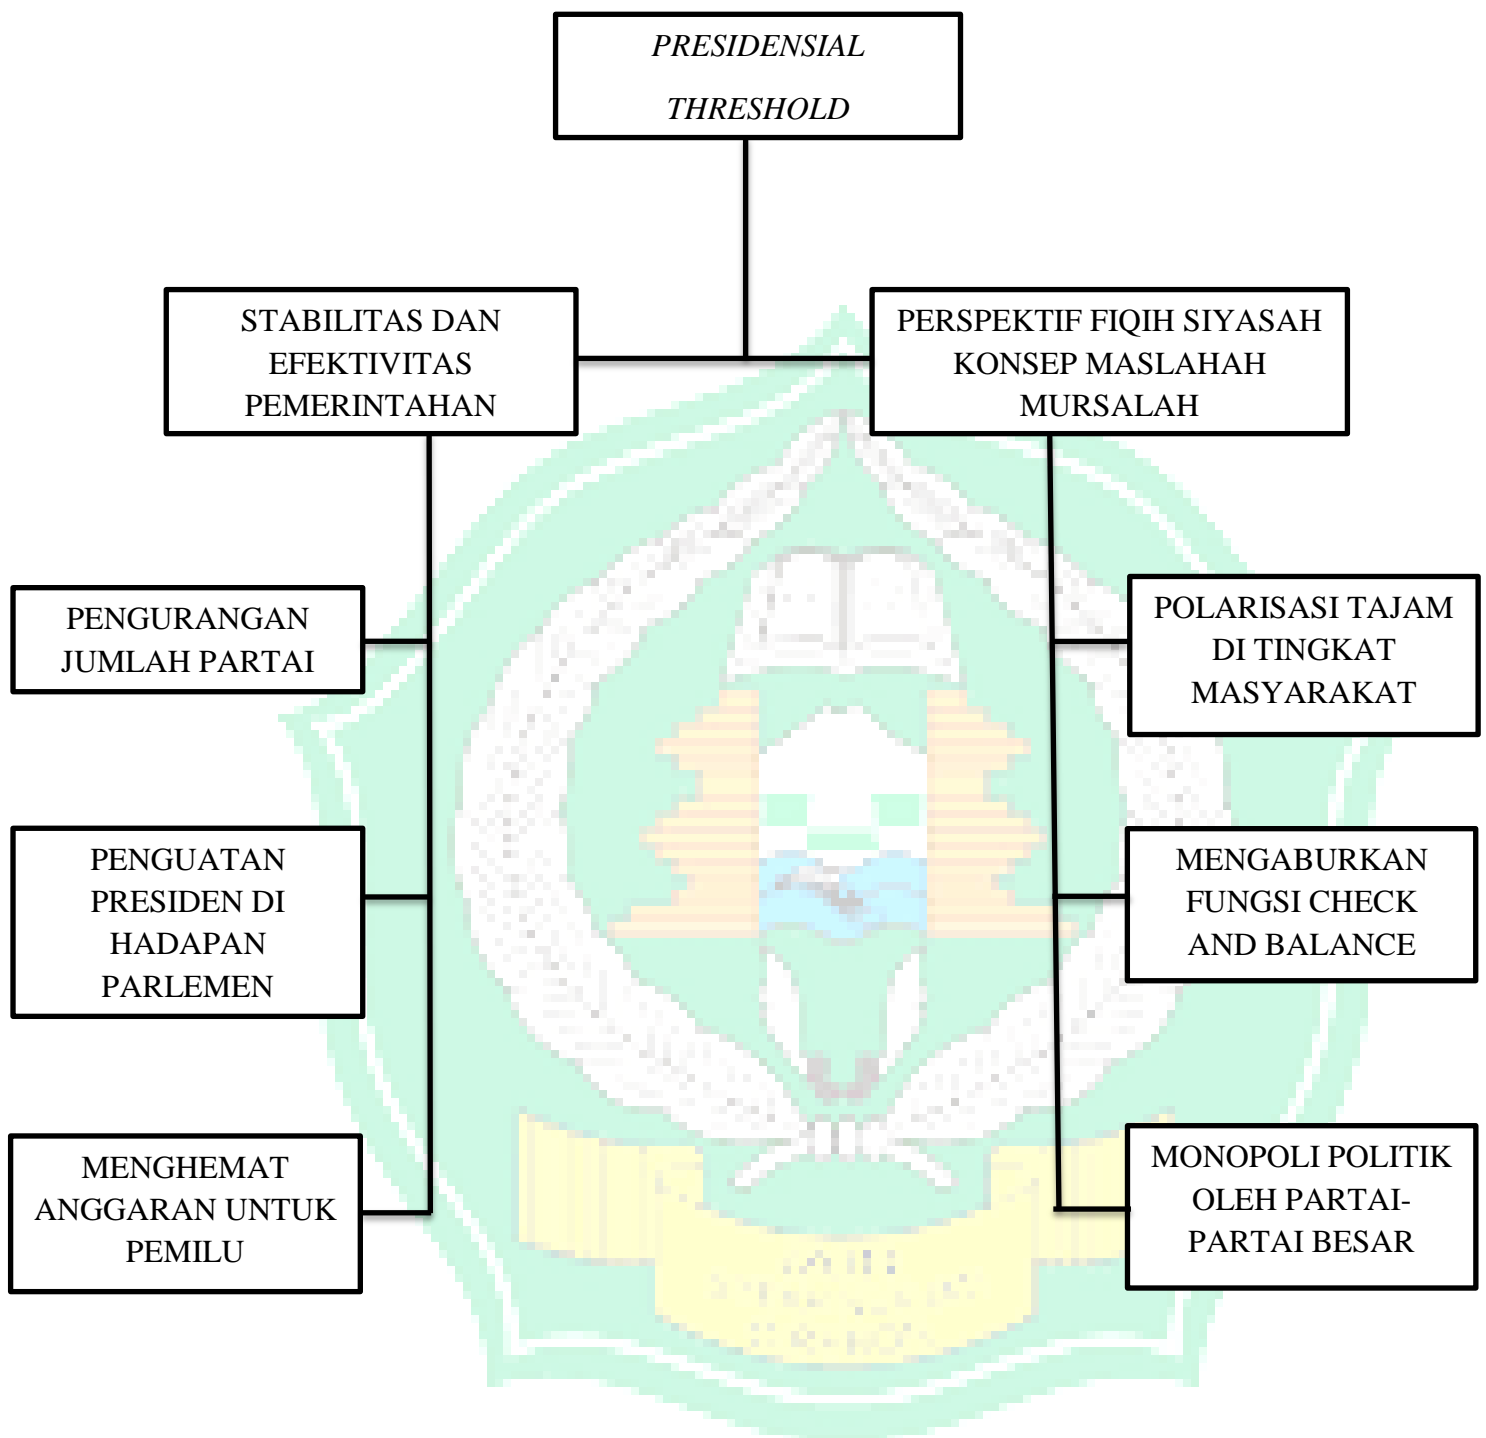 PRESIDENSIAL
THRESHOLD
STABILITAS DAN
EFEKTIVITAS
PEMERINTAHAN
PERSPEKTIF FIQIH SIYASAH
KONSEP MASLAHAH
MURSALAH
PENGURANGAN
JUMLAH PARTAI
PENGUATAN
PRESIDEN DI
HADAPAN
PARLEMEN
MENGHEMAT
ANGGARAN UNTUK
PEMILU
POLARISASI TAJAM
DI TINGKAT
MASYARAKAT
MENGABURKAN
FUNGSI CHECK
AND BALANCE
MONOPOLI POLITIK
OLEH PARTAI-
PARTAI BESAR